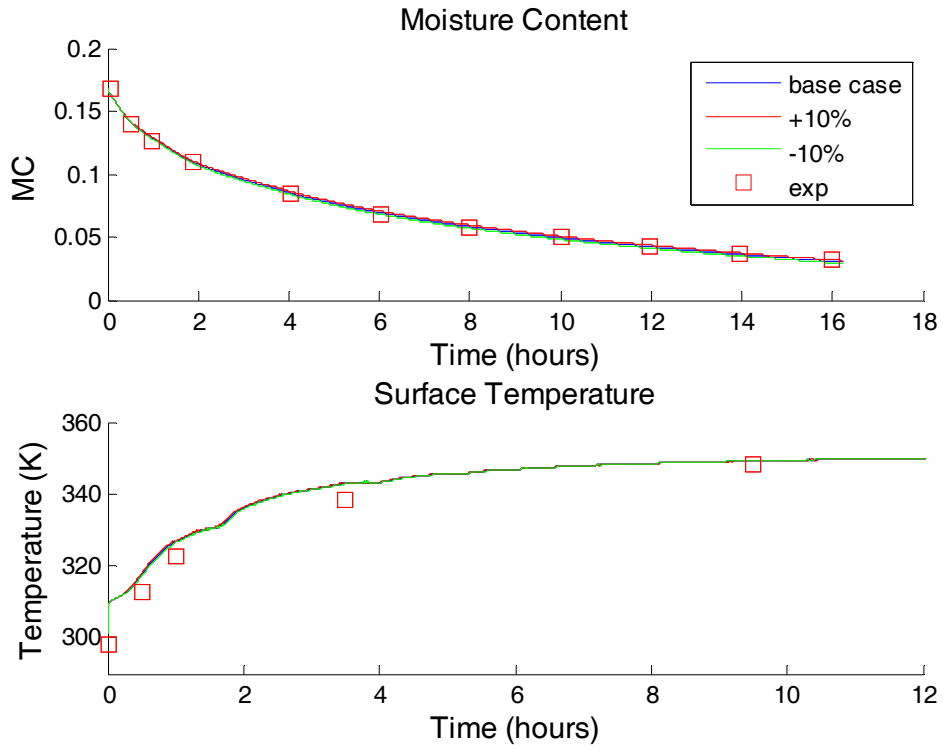 Moisture Content
MC
0.2
0.15
0.1
0.05
0
base case
+10%
-10%
exp
0 2 4 6 8 10 12 14 16 18
Time (hours)
Surface Temperature
Temperature (K)
360
340
320
300
0 2 4 6 8 10 12
Time (hours)